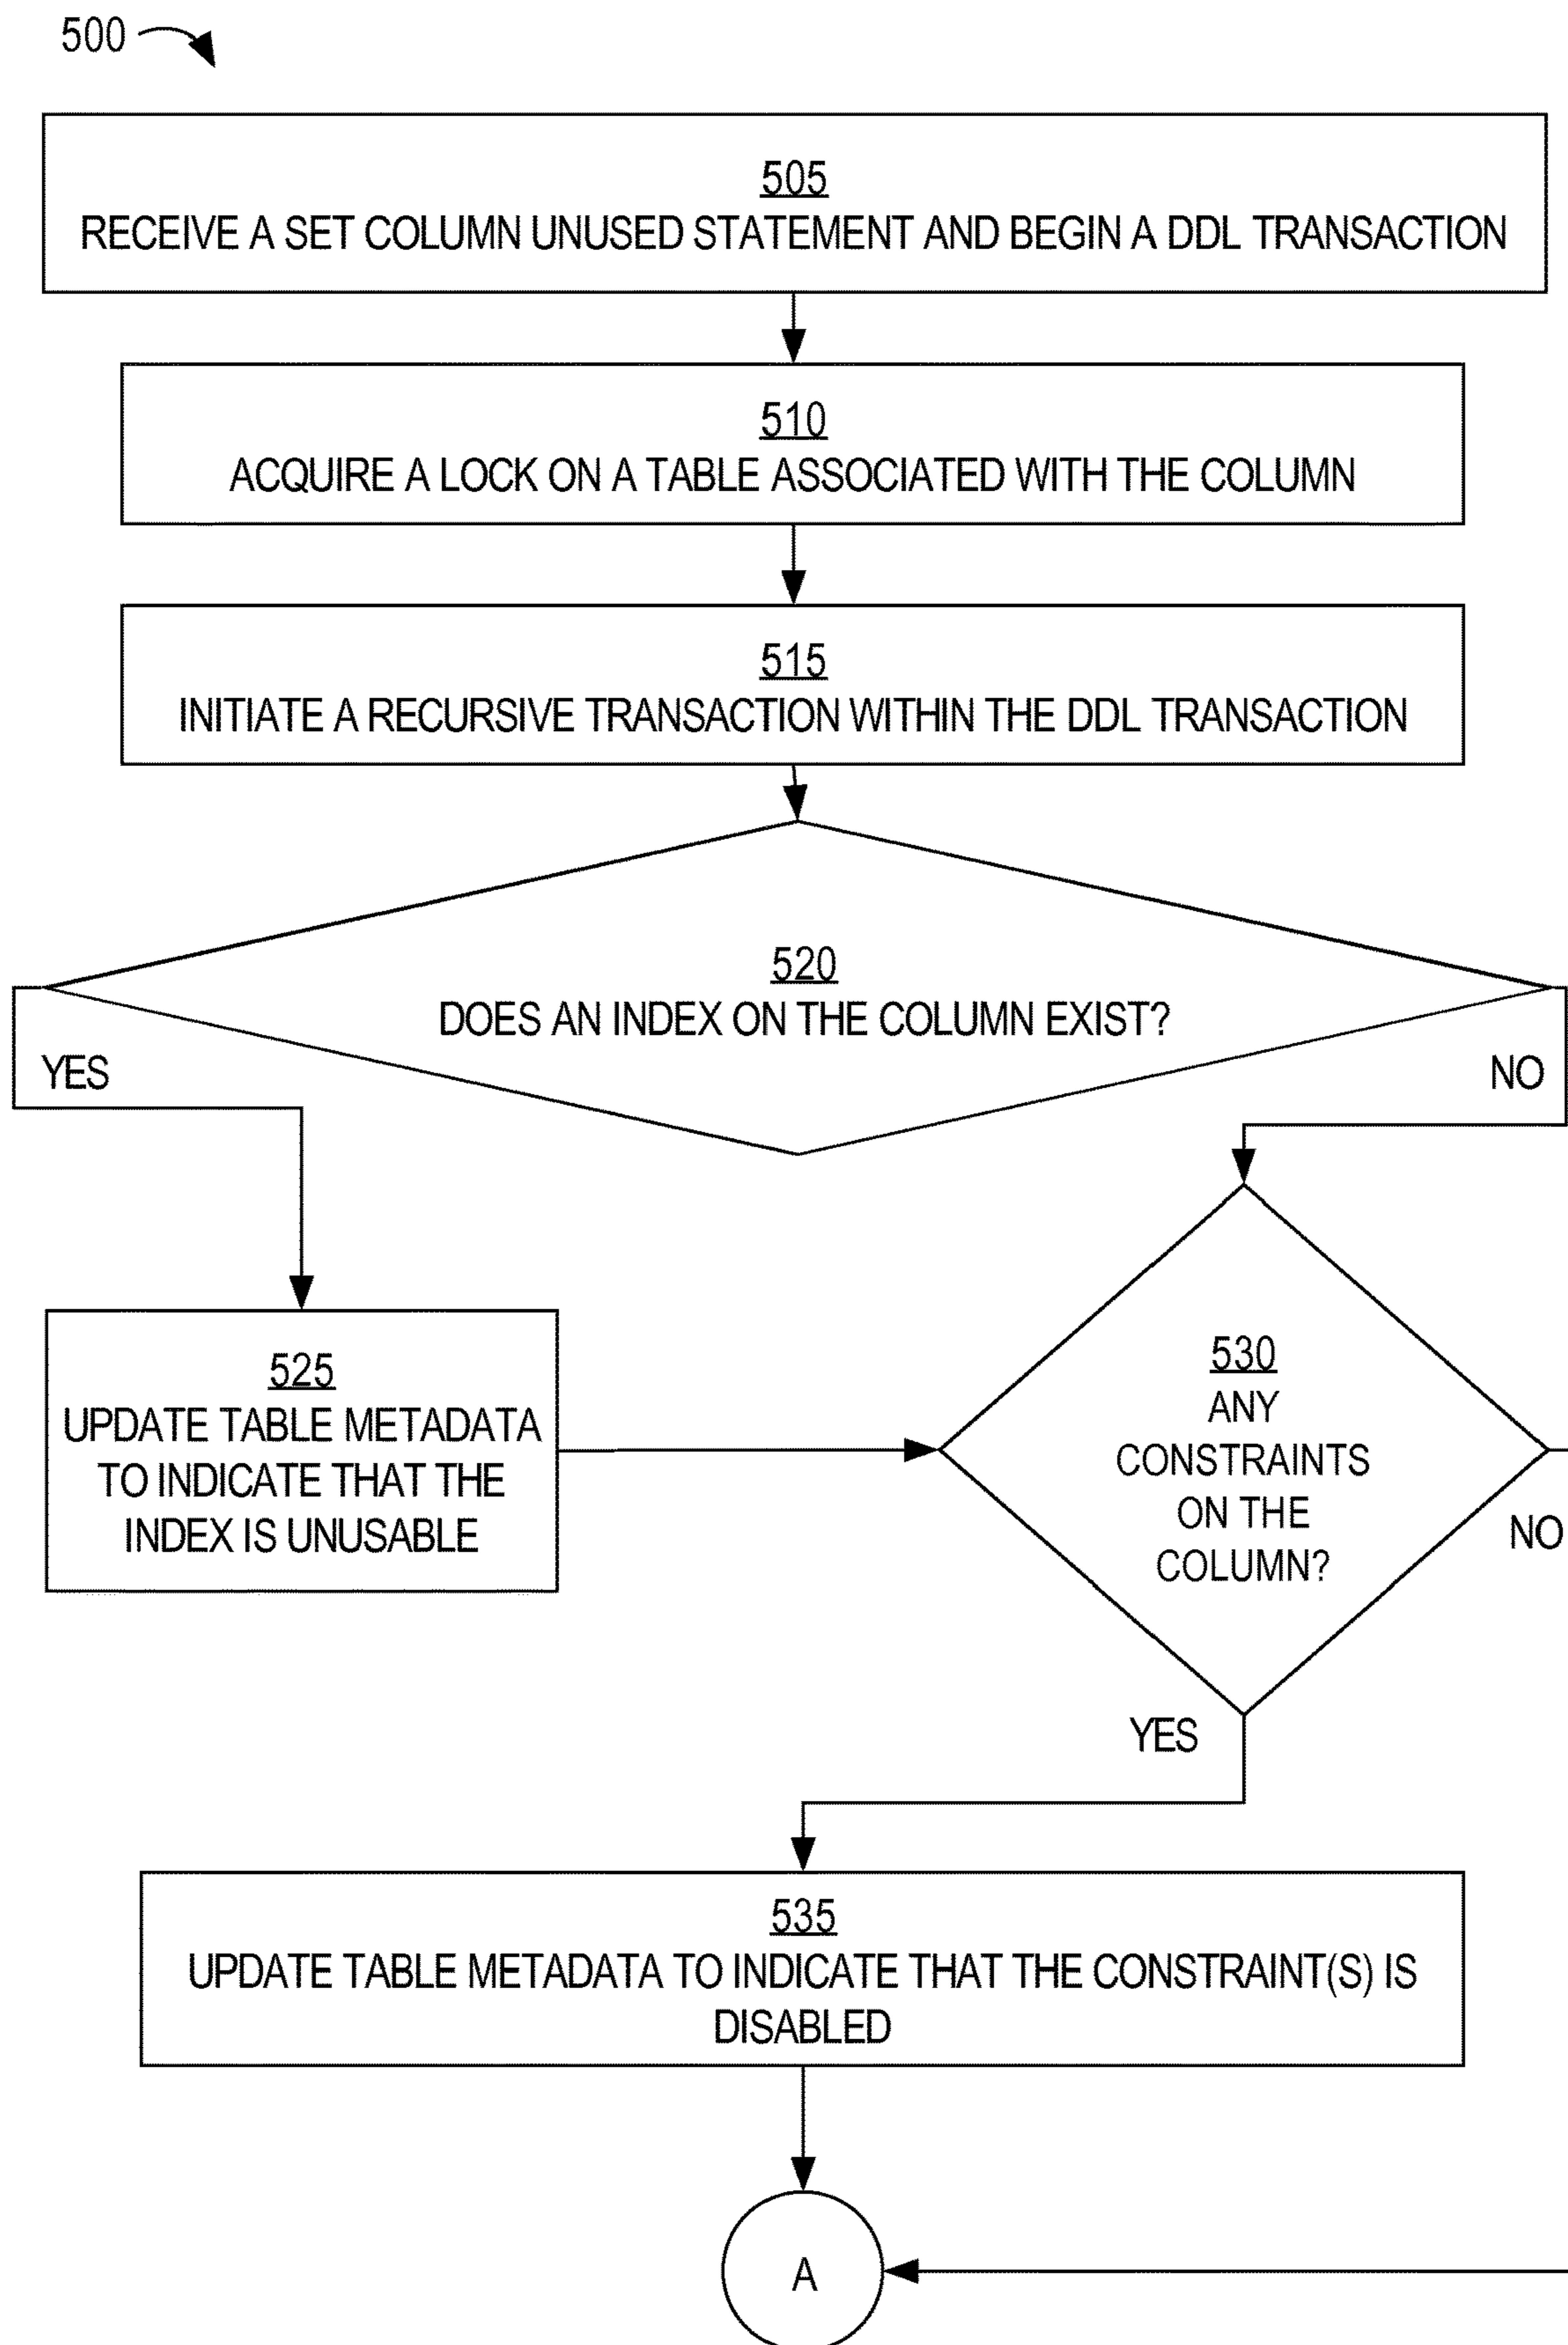 500
505
RECEIVE A SET COLUMN UNUSED STATEMENT AND BEGIN A DDL TRANSACTION
510
ACQUIRE A LOCK ON A TABLE ASSOCIATED WITH THE COLUMN
515
INITIATE A RECURSIVE TRANSACTION WITHIN THE DDL TRANSACTION
520
DOES AN INDEX ON THE COLUMN EXIST?
YES
NO
525
UPDATE TABLE METADATA
TO INDICATE THAT THE
INDEX IS UNUSABLE
530
ANY
CONSTRAINTS
ON THE
COLUMN?
NO
YES
535
UPDATE TABLE METADATA TO INDICATE THAT THE CONSTRAINT(S) IS
DISABLED
A